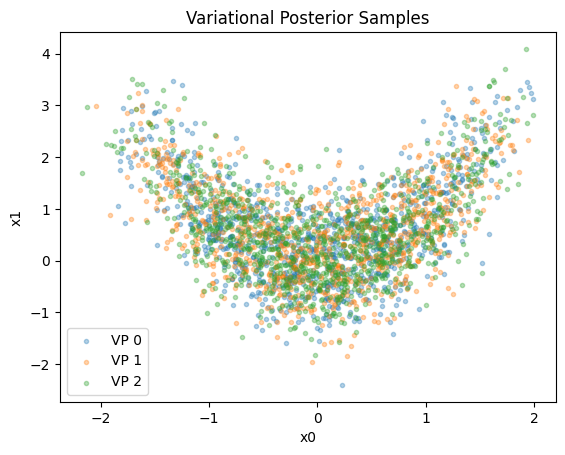 Variational Posterior Samples
x1
4
3
2
1
0
−1
−2
VP 0
VP 1
VP 2
−2 −1 0 1 2
x0